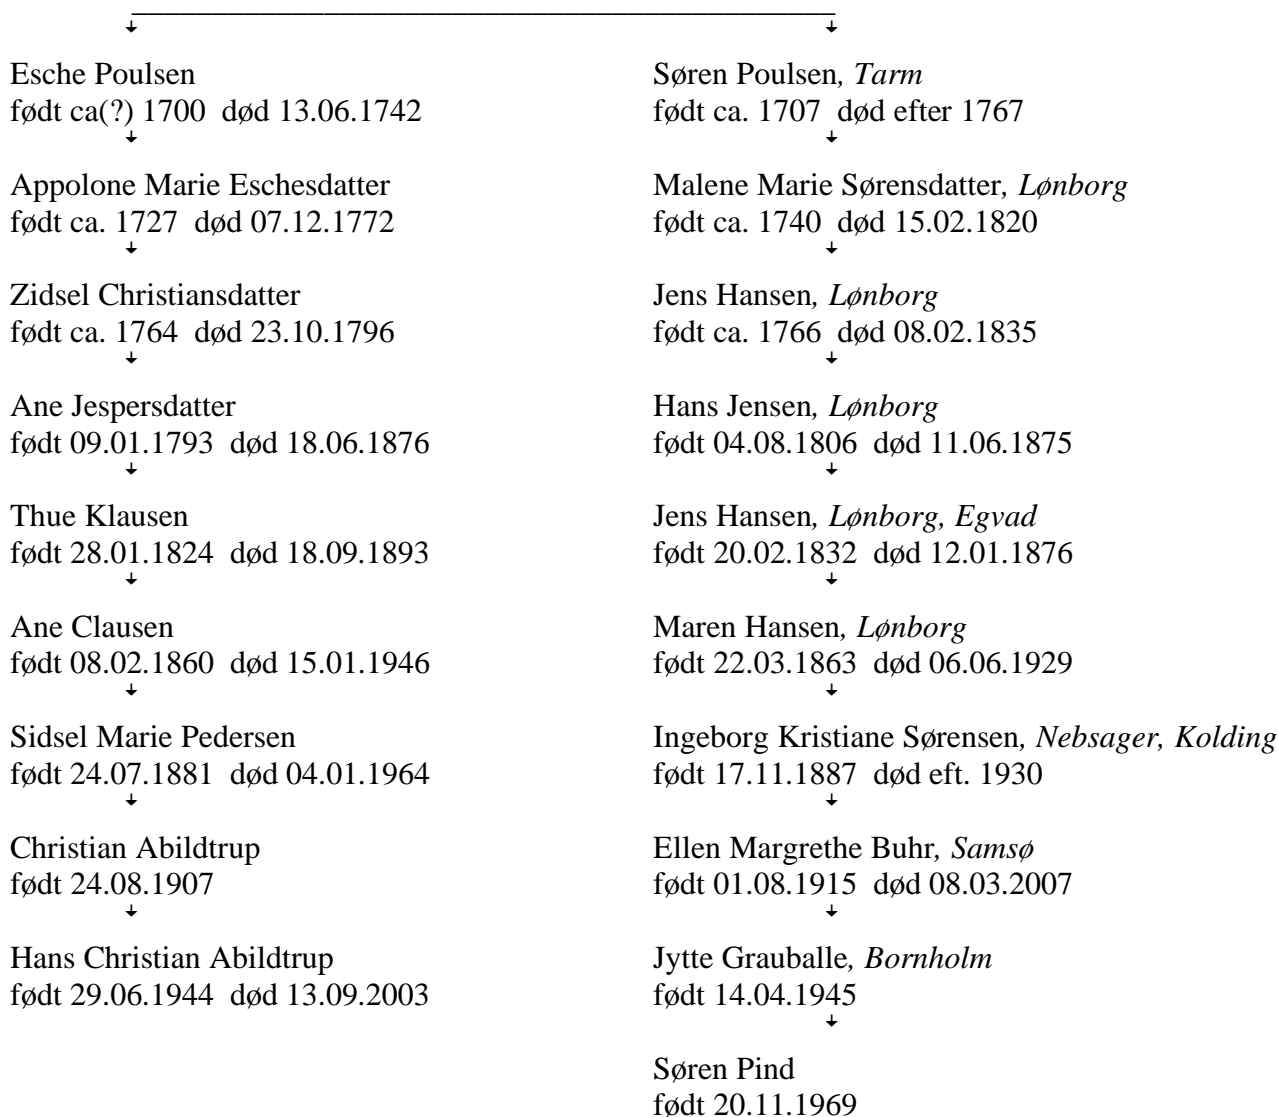 Esche Poulsen
født ca(?) 1700  død 13.06.1742
Appolone Marie Eschesdatter
født ca. 1727  død 07.12.1772
Zidsel Christiansdatter
født ca. 1764  død 23.10.1796
Ane Jespersdatter
født 09.01.1793  død 18.06.1876
Thue Klausen
født 28.01.1824  død 18.09.1893
Ane Clausen
født 08.02.1860  død 15.01.1946
Sidsel Marie Pedersen
født 24.07.1881  død 04.01.1964
Christian Abildtrup
født 24.08.1907
Hans Christian Abildtrup
født 29.06.1944  død 13.09.2003
Søren Poulsen, Tarm
født ca. 1707  død efter 1767
Malene Marie Sørensdatter, Lønborg
født ca. 1740  død 15.02.1820
Jens Hansen, Lønborg
født ca. 1766  død 08.02.1835
Hans Jensen, Lønborg
født 04.08.1806  død 11.06.1875
Jens Hansen, Lønborg, Egvad
født 20.02.1832  død 12.01.1876
Maren Hansen, Lønborg
født 22.03.1863  død 06.06.1929
Ingeborg Kristiane Sørensen, Nebsager, Kolding
født 17.11.1887  død eft. 1930
Ellen Margrethe Buhr, Samsø
født 01.08.1915  død 08.03.2007
Jytte Grauballe, Bornholm
født 14.04.1945
Søren Pind
født 20.11.1969